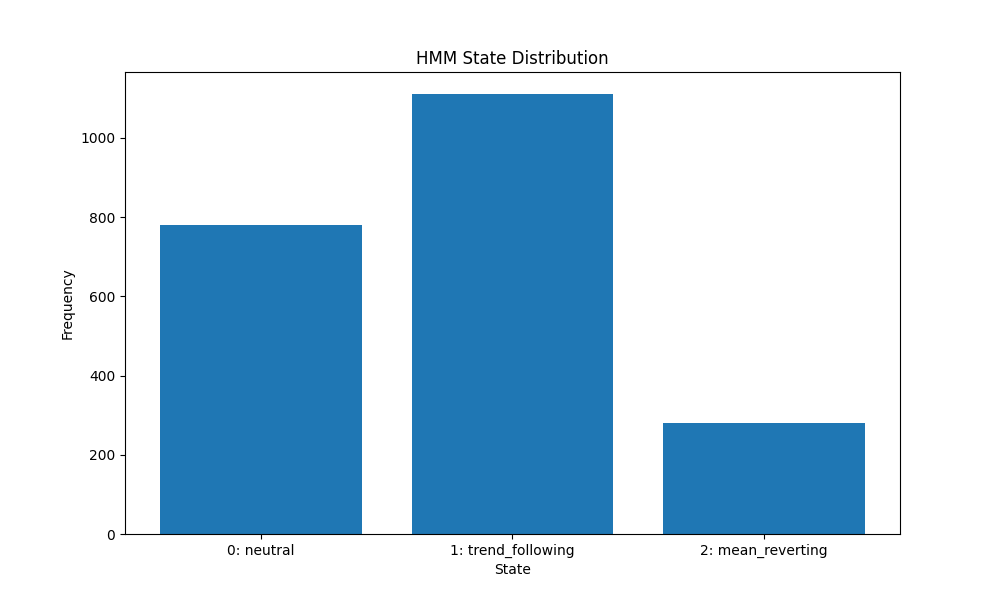 HMM State Distribution
Frequency
1000
800
600
400
200
0
0: neutral
1: trend_following
2: mean_reverting
State